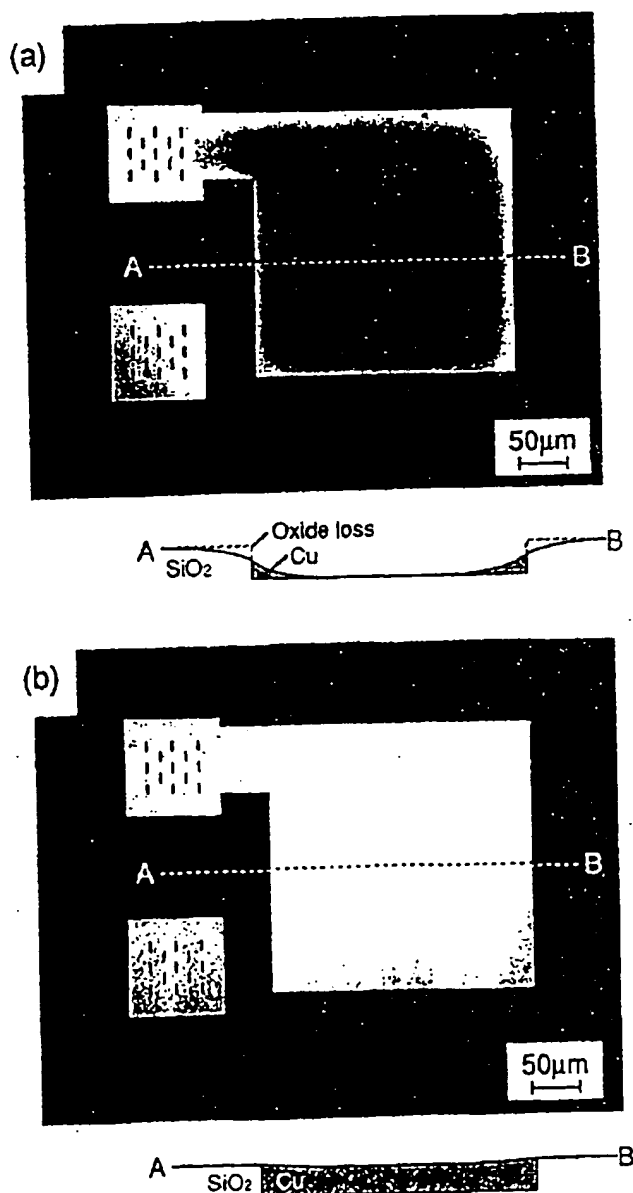 (a)
A B
50μm
A Oxide loss B
SiO₂ Cu
(b)
A B
50μm
A B
SiO₂ Cu